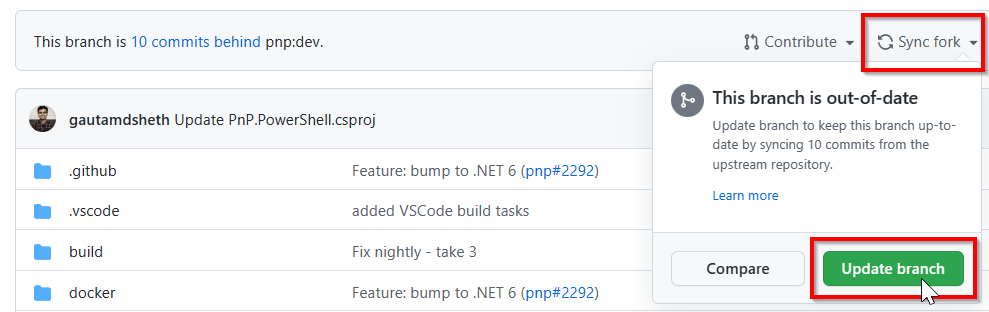 This branch is 10 commits behind pnp:dev.
Contribute
Sync fork
This branch is out-of-date
Update branch to keep this branch up-to-
date by syncing 10 commits from the
upstream repository.
Learn more
Compare
Update branch
gautamdsheth Update PnP.PowerShell.csproj
.github
Feature: bump to .NET 6 (pnp#2292)
.vscode
added VSCode build tasks
build
Fix nightly - take 3
docker
Feature: bump to .NET 6 (pnp#2292)